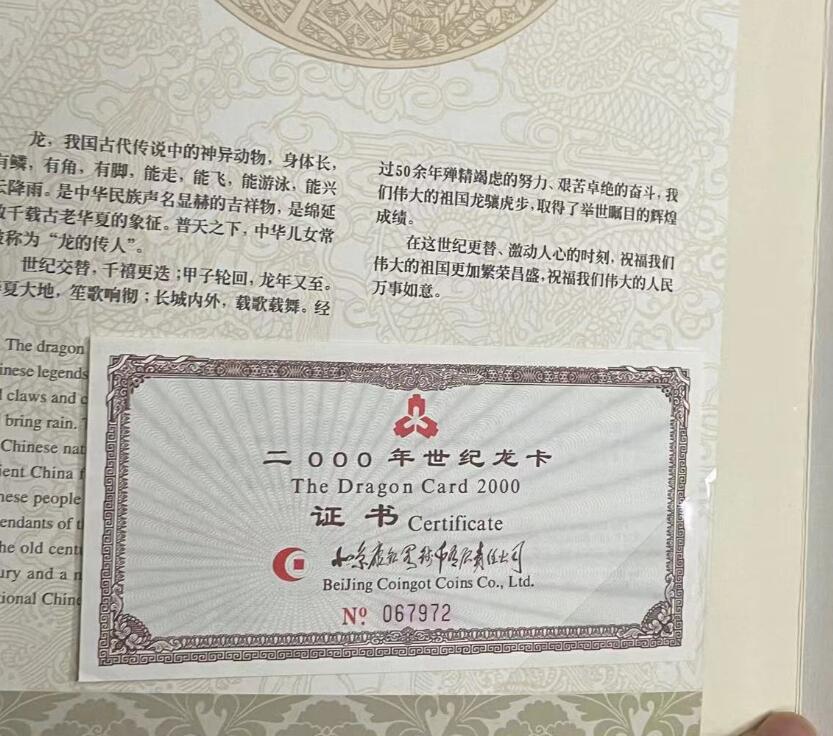 龙，我国古代传说中的神异动物，身体长，
有鳞，有角，有脚，能走，能飞，能游泳，能兴
云降雨。是中华民族声名显赫的吉祥物，是绵延
数千载古老华夏的象征。普天之下，中华儿女常
被称为“龙的传人”。
世纪交替，千禧更迭；甲子轮回，龙年又至。
夏大地，笙歌响彻；长城内外，载歌载舞。经
过50余年殚精竭虑的努力、艰苦卓绝的奋斗，我
们伟大的祖国龙骧虎步，取得了举世瞩目的辉煌
成绩。
在这世纪更替、激动人心的时刻，祝福我们
伟大的祖国更加繁荣昌盛，祝福我们伟大的人民
万事如意。
The dragon
inese legends
claws and
bring rain.
Chinese nat
ient China
nese people
endants of
he old cent
ury and a
tional Chine
二000年世纪龙卡
The Dragon Card 2000
证书 Certificate
北京 币有限责任公司
BeiJing Coingot Coins Co., Ltd.
Nº 067972